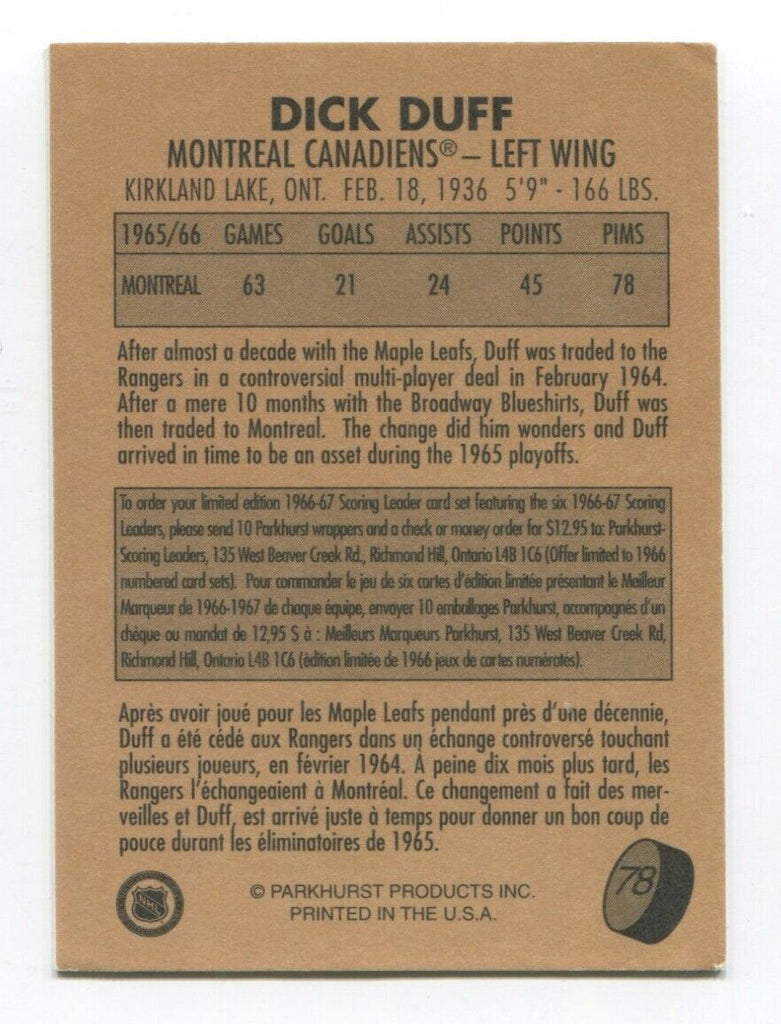 DICK DUFF
MONTREAL CANADIENS® – LEFT WING
KIRKLAND LAKE, ONT. FEB. 18, 1936 5'9" - 166 LBS.
1965/66 GAMES GOALS ASSISTS POINTS PIMS
MONTREAL 63 21 24 45 78
After almost a decade with the Maple Leafs, Duff was traded to the
Rangers in a controversial multi-player deal in February 1964.
After a mere 10 months with the Broadway Blueshirts, Duff was
then traded to Montreal. The change did him wonders and Duff
arrived in time to be an asset during the 1965 playoffs.
To order your limited edition 1966-67 Scoring Leader card set featuring the six 1966-67 Scoring
Leaders, please send 10 Parkhurst wrappers and a check or money order for $12.95 to: Parkhurst-
Scoring Leaders, 135 West Beaver Creek Rd., Richmond Hill, Ontario L4B 1C6 (Offer limited to 1966
numbered card sets). Pour commander le jeu de six cartes d'édition limitée présentant le Meilleur
Marqueur de 1966-1967 de chaque équipe, envoyer 10 emballages Parkhurst, accompagnés d'un
chèque ou mandat de 12,95 $ à : Meilleurs Marqueurs Parkhurst, 135 West Beaver Creek Rd,
Richmond Hill, Ontario L4B 1C6 (édition limitée de 1966 jeux de cartes numérotés).
Après avoir joué pour les Maple Leafs pendant près d'une décennie,
Duff a été cédé aux Rangers dans un échange controversé touchant
plusieurs joueurs, en février 1964. À peine dix mois plus tard, les
Rangers l'échangeaient à Montréal. Ce changement a fait des mer-
veilles et Duff, est arrivé juste à temps pour donner un bon coup de
pouce durant les éliminatoires de 1965.
78
NHL
© PARKHURST PRODUCTS INC.
PRINTED IN THE U.S.A.